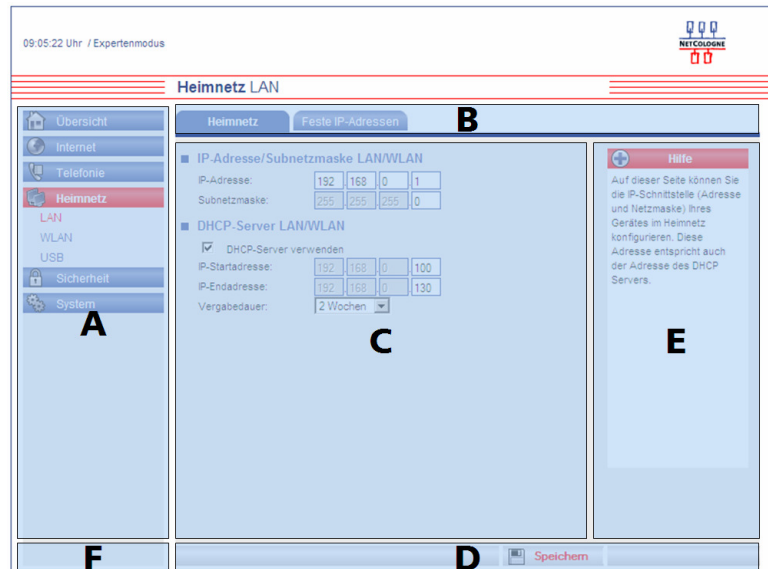 09:05:22 Uhr / Expertenmodus
NETCOLOGNE
Heimnetz LAN
Übersicht
Internet
Telefonie
Heimnetz
LAN
WLAN
USB
Sicherheit
System
A
Heimnetz
Feste IP-Adressen
B
IP-Adresse/Subnetzmaske LAN/WLAN
IP-Adresse: 192 .168 .0 .1
Subnetzmaske: 255 .255 .255 .0
DHCP-Server LAN/WLAN
DHCP-Server verwenden
IP-Startadresse: 192 .168 .0 .100
IP-Endadresse: 192 .168 .0 .130
Vergabedauer: 2 Wochen
C
Hilfe
Auf dieser Seite können Sie
die IP-Schnittstelle (Adresse
und Netzmaske) Ihres
Gerätes im Heimnetz
konfigurieren. Diese
Adresse entspricht auch
der Adresse des DHCP
Servers.
E
F
D
Speichern